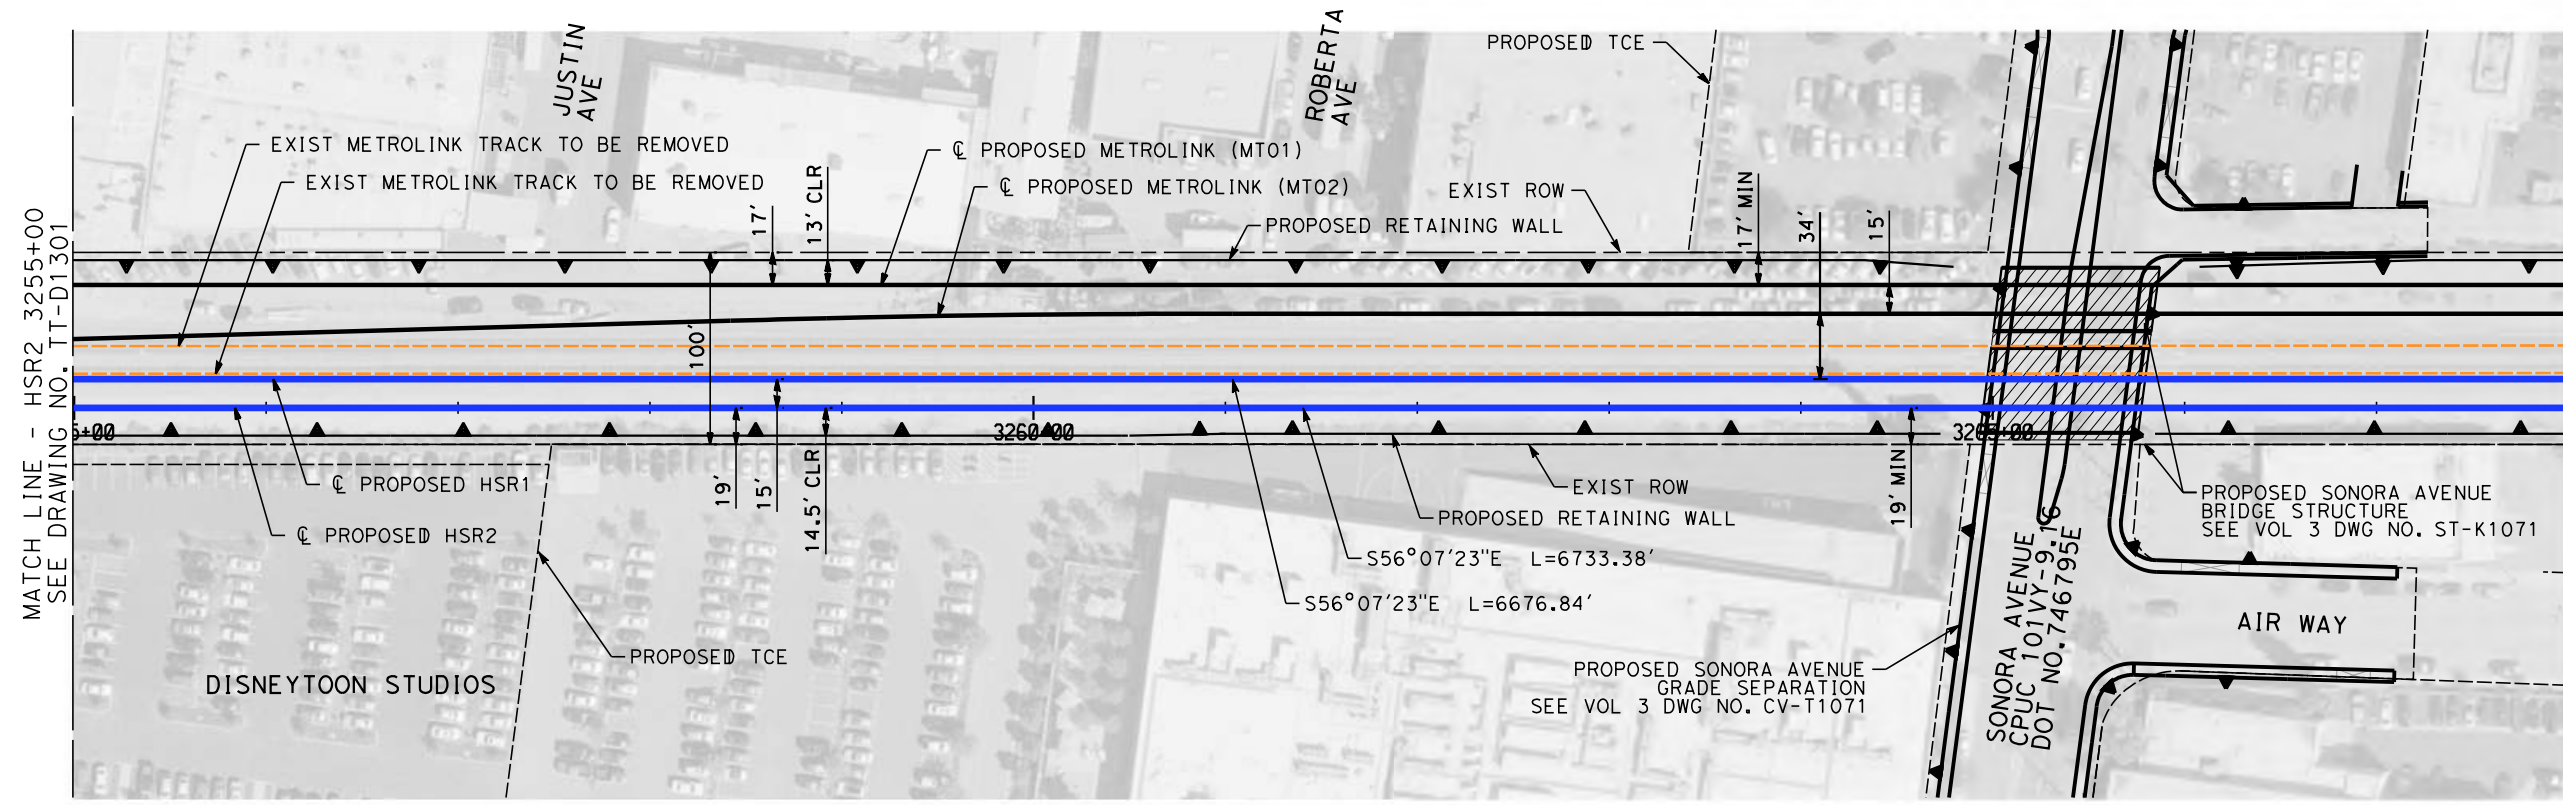 MATCH LINE - HSR2 3255+00
SEE DRAWING NO. TT-D1301
JUSTIN
AVE
ROBERTA
AVE
PROPOSED TCE
EXIST METROLINK TRACK TO BE REMOVED
EXIST METROLINK TRACK TO BE REMOVED
17'
13' CLR
℄ PROPOSED METROLINK (MT01)
℄ PROPOSED METROLINK (MT02)
EXIST ROW
PROPOSED RETAINING WALL
17' MIN
34'
15'
100'
5+00
3260+00
3265+00
℄ PROPOSED HSR1
℄ PROPOSED HSR2
19'
15'
14.5' CLR
19' MIN
EXIST ROW
PROPOSED RETAINING WALL
S56°07'23"E L=6733.38'
S56°07'23"E L=6676.84'
PROPOSED SONORA AVENUE
BRIDGE STRUCTURE
SEE VOL 3 DWG NO. ST-K1071
PROPOSED TCE
DISNEYTOON STUDIOS
PROPOSED SONORA AVENUE
GRADE SEPARATION
SEE VOL 3 DWG NO. CV-T1071
SONORA AVENUE
CPUC 101VY-9.16
DOT NO.746795E
AIR WAY